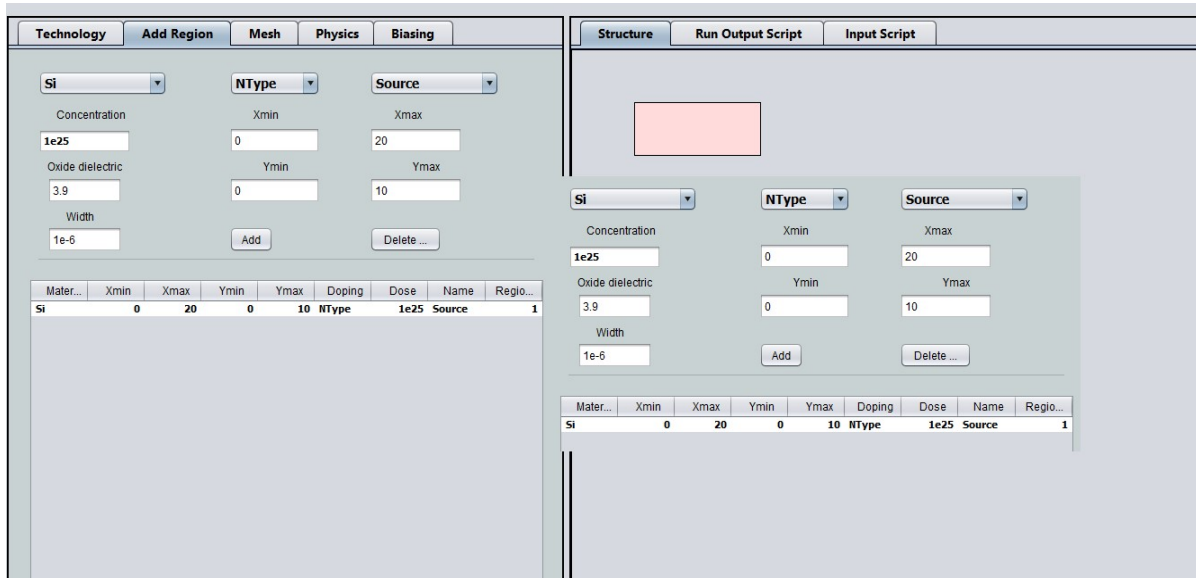 Technology Add Region Mesh Physics Biasing
Structure Run Output Script Input Script
Si NType Source
Concentration Xmin Xmax
1e25 0 20
Oxide dielectric Ymin Ymax
3.9 0 10
Width
1e-6 Add Delete ...
Mater... Xmin Xmax Ymin Ymax Doping Dose Name Regio...
Si 0 20 0 10 NType 1e25 Source 1
Si NType Source
Concentration Xmin Xmax
1e25 0 20
Oxide dielectric Ymin Ymax
3.9 0 10
Width
1e-6 Add Delete ...
Mater... Xmin Xmax Ymin Ymax Doping Dose Name Regio...
Si 0 20 0 10 NType 1e25 Source 1